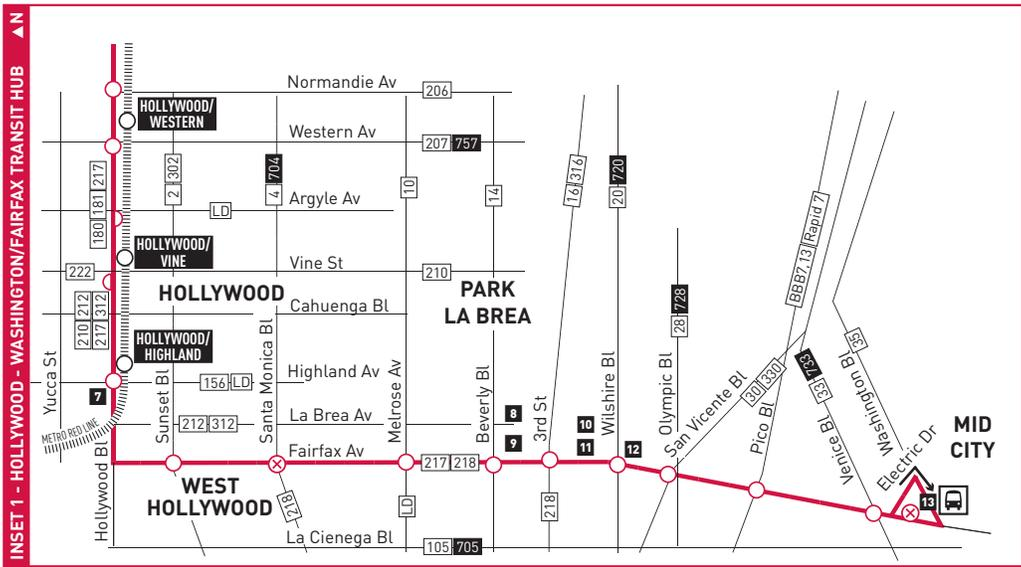 INSET 1 - HOLLYWOOD - WASHINGTON/FAIRFAX TRANSIT HUB ▲N
Normandie Av
206
HOLLYWOOD/
WESTERN
Western Av
207 757
2 302
4 704
10
14
16,316
20 720
180 181 217
Argyle Av
LD
HOLLYWOOD/
VINE
Vine St
210
222
HOLLYWOOD
PARK
LA BREA
BBB7,13 Rapid 7
28 728
Cahuenga Bl
210 212
217 312
HOLLYWOOD/
HIGHLAND
Highland Av
156 LD
Yucca St
7
METRO RED LINE
Sunset Bl
Santa Monica Bl
Melrose Av
Beverly Bl
3rd St
Wilshire Bl
Olympic Bl
San Vicente Bl
30 330
Pico Bl
733
33
Venice Bl
35
Washington Bl
Electric Dr
La Brea Av
212 312
8
9
10
11
12
Fairfax Av
217 218
MID
CITY
13
Hollywood Bl
WEST
HOLLYWOOD
218
LD
218
La Cienega Bl
105 705